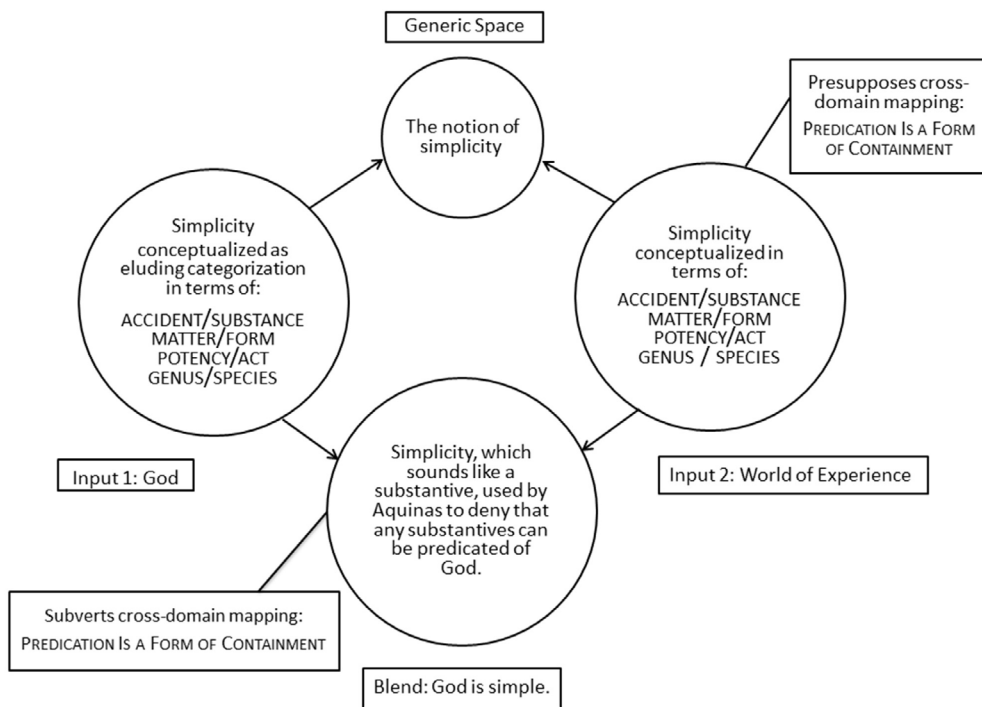 Generic Space
The notion of
simplicity
Presupposes cross-
domain mapping:
PREDICATION IS A FORM
OF CONTAINMENT
Simplicity
conceptualized as
eluding categorization
in terms of:
ACCIDENT/SUBSTANCE
MATTER/FORM
POTENCY/ACT
GENUS/SPECIES
Simplicity
conceptualized in
terms of:
ACCIDENT/SUBSTANCE
MATTER/FORM
POTENCY/ACT
GENUS / SPECIES
Input 1: God
Input 2: World of Experience
Simplicity, which
sounds like a
substantive, used by
Aquinas to deny that
any substantives can
be predicated of
God.
Subverts cross-domain mapping:
PREDICATION IS A FORM OF CONTAINMENT
Blend: God is simple.